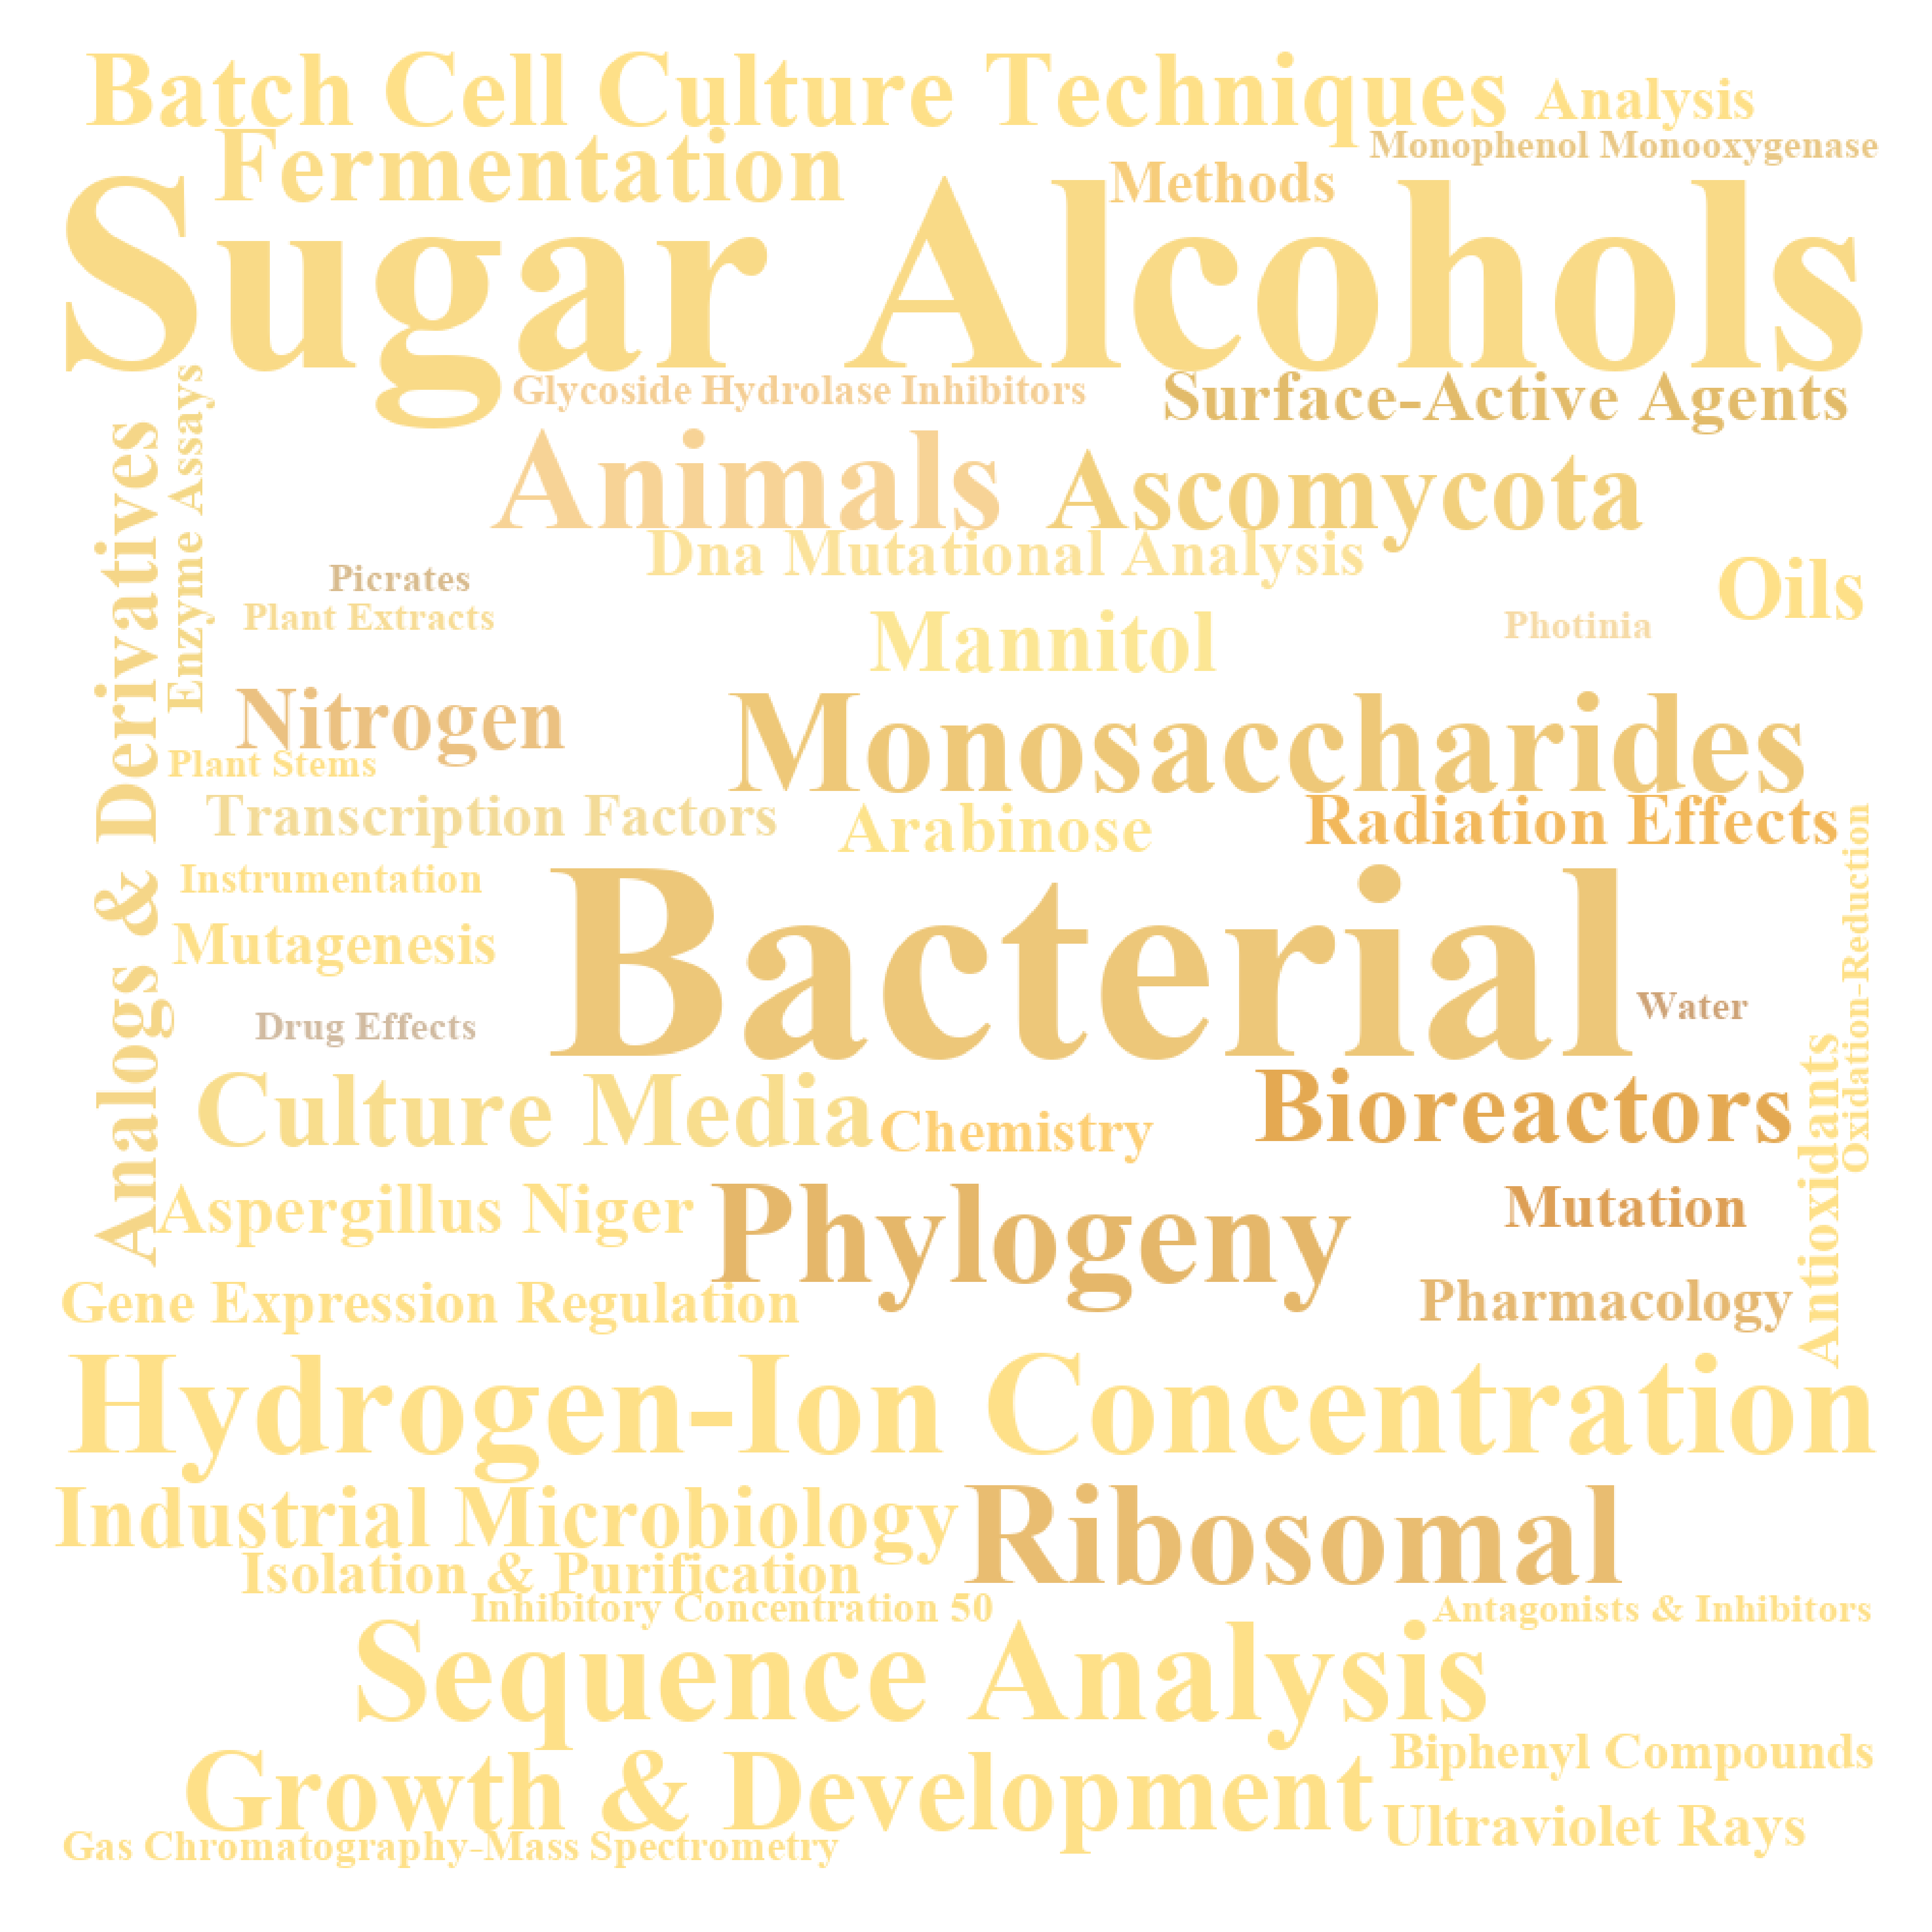 Batch Cell Culture Techniques
Analysis
Monophenol Monooxygenase
Fermentation
Methods
Sugar Alcohols
Glycoside Hydrolase Inhibitors
Surface-Active Agents
Analogs & Derivatives
Enzyme Assays
Animals
Ascomycota
Dna Mutational Analysis
Picrates
Oils
Plant Extracts
Mannitol
Photinia
Nitrogen
Monosaccharides
Plant Stems
Transcription Factors
Arabinose
Radiation Effects
Instrumentation
Bacterial
Oxidation-Reduction
Mutagenesis
Water
Drug Effects
Culture Media
Chemistry
Bioreactors
Antioxidants
Aspergillus Niger
Phylogeny
Mutation
Gene Expression Regulation
Pharmacology
Hydrogen-Ion Concentration
Industrial Microbiology
Ribosomal
Isolation & Purification
Inhibitory Concentration 50
Antagonists & Inhibitors
Sequence Analysis
Biphenyl Compounds
Growth & Development
Ultraviolet Rays
Gas Chromatography-Mass Spectrometry